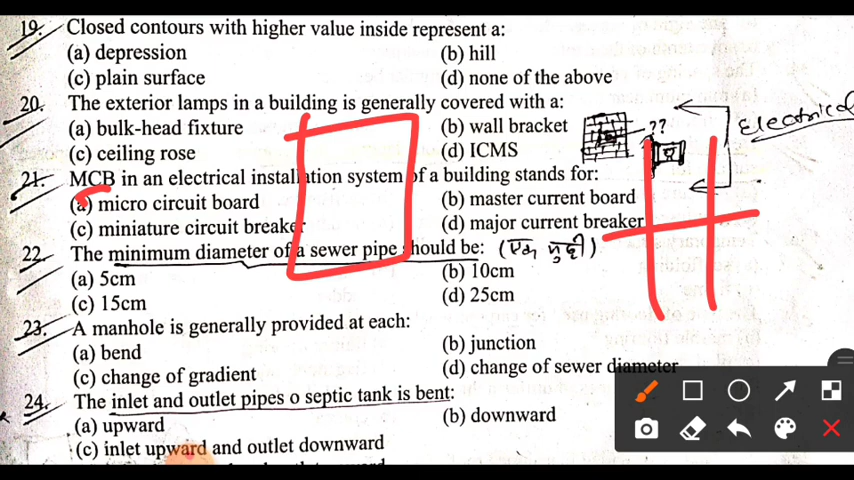 19. Closed contours with higher value inside represent a:
(a) depression (b) hill
(c) plain surface (d) none of the above
20. The exterior lamps in a building is generally covered with a:
(a) bulk-head fixture (b) wall bracket ??
Electrical
(c) ceiling rose (d) ICMS
21. MCB in an electrical installation system of a building stands for:
(a) micro circuit board (b) master current board
(c) miniature circuit breaker (d) major current breaker
22. The minimum diameter of a sewer pipe should be:
(a) 5cm (b) 10cm
(c) 15cm (d) 25cm
23. A manhole is generally provided at each:
(a) bend (b) junction
(c) change of gradient (d) change of sewer diameter
24. The inlet and outlet pipes o septic tank is bent:
(a) upward (b) downward
(c) inlet upward and outlet downward